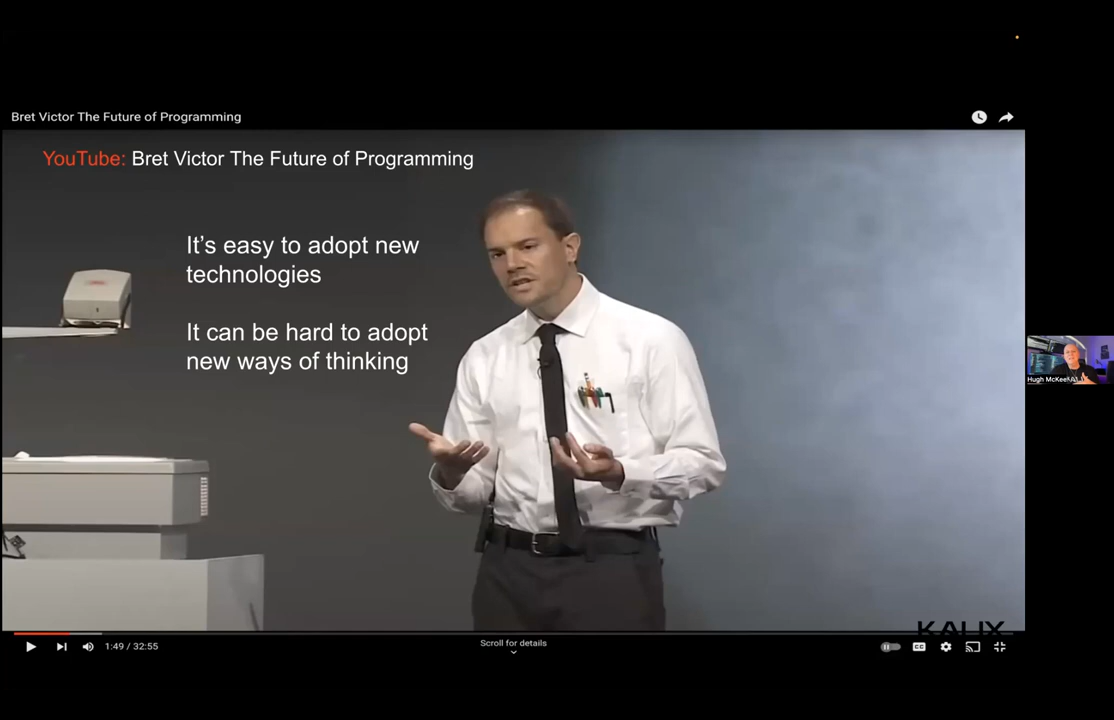 Bret Victor The Future of Programming
YouTube: Bret Victor The Future of Programming
It's easy to adopt new
technologies
It can be hard to adopt
new ways of thinking
KALIX
1:49 / 32:55
Scroll for details
CC